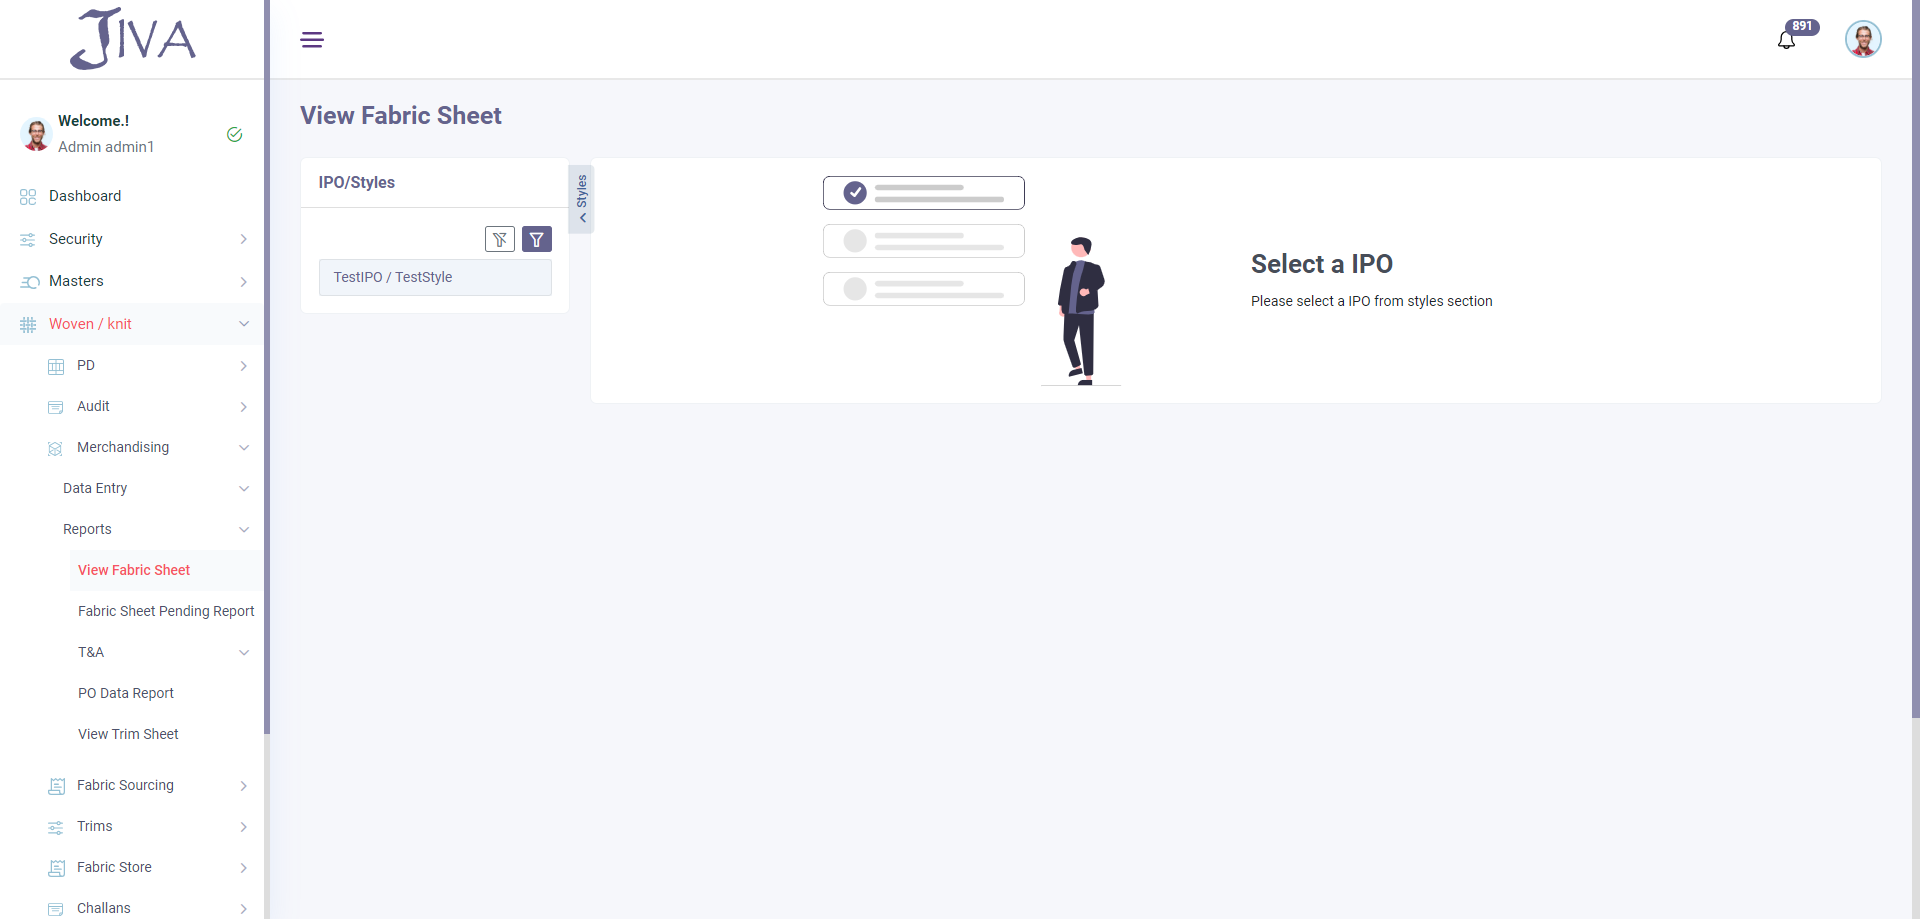 JIVA
891
Welcome.!
Admin admin1
Dashboard
Security
Masters
Woven / knit
PD
Audit
Merchandising
Data Entry
Reports
View Fabric Sheet
Fabric Sheet Pending Report
T&A
PO Data Report
View Trim Sheet
Fabric Sourcing
Trims
Fabric Store
Challans
View Fabric Sheet
IPO/Styles
TestIPO / TestStyle
Styles
Select a IPO
Please select a IPO from styles section